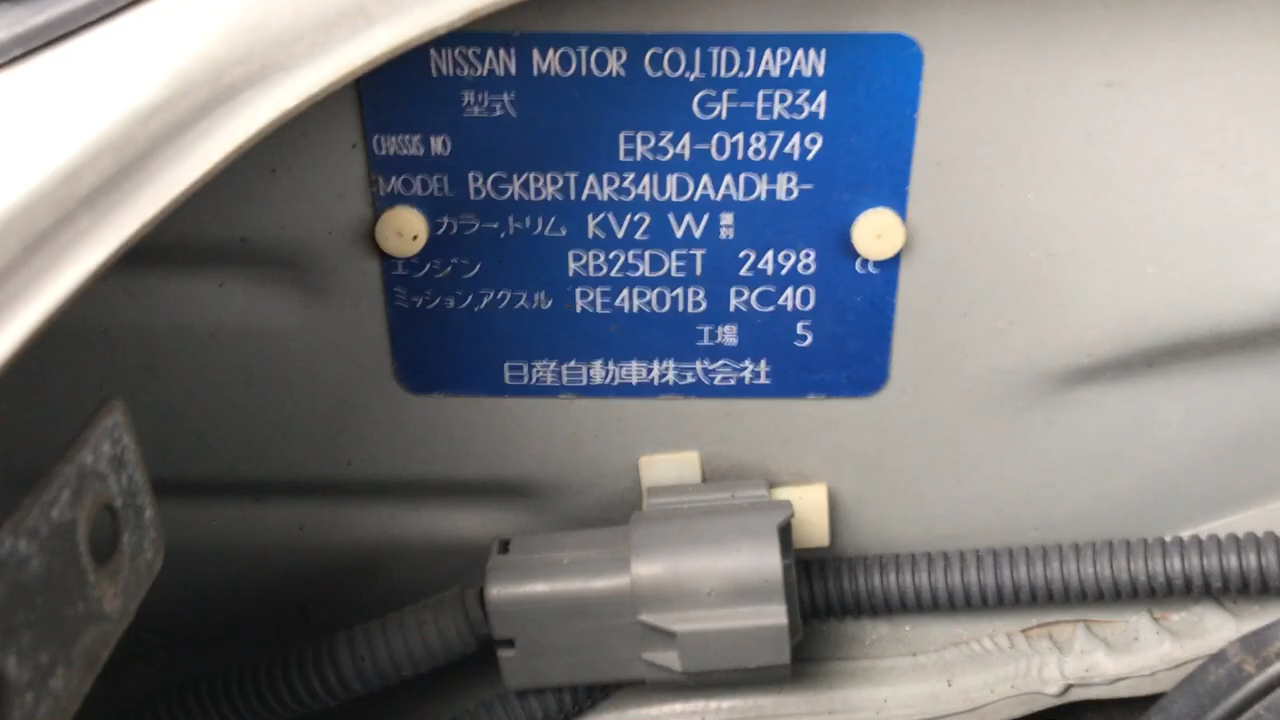 NISSAN MOTOR CO.,LTD.JAPAN
型式 GF-ER34
CHASSIS NO ER34-018749
MODEL BGKBRTAR34UDAADHB-
カラー,トリム KV2 W 識別
エンジン RB25DET 2498 cc
ミッション,アクスル RE4R01B RC40
工場 5
日産自動車株式会社